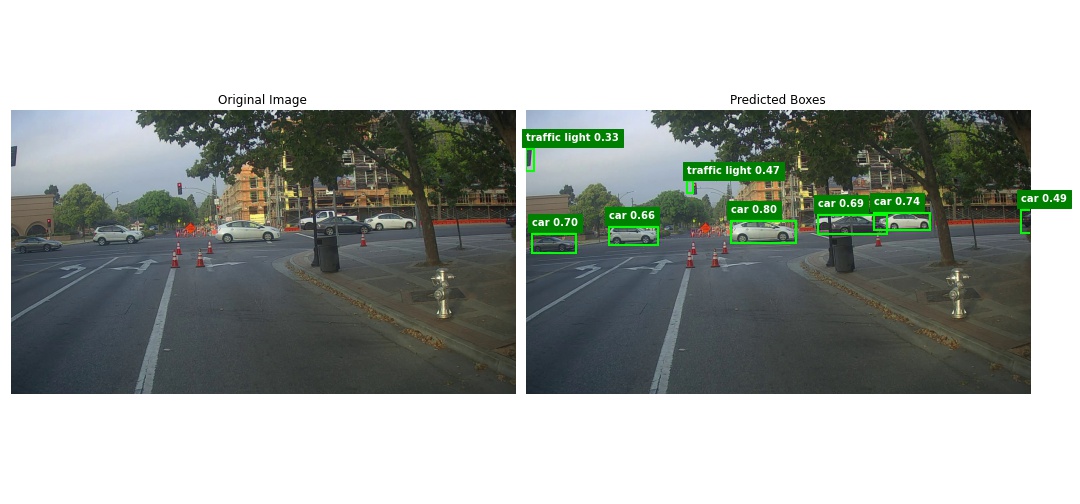 Original Image
Predicted Boxes
traffic light 0.33
traffic light 0.47
car 0.49
car 0.69
car 0.74
car 0.80
car 0.66
car 0.70